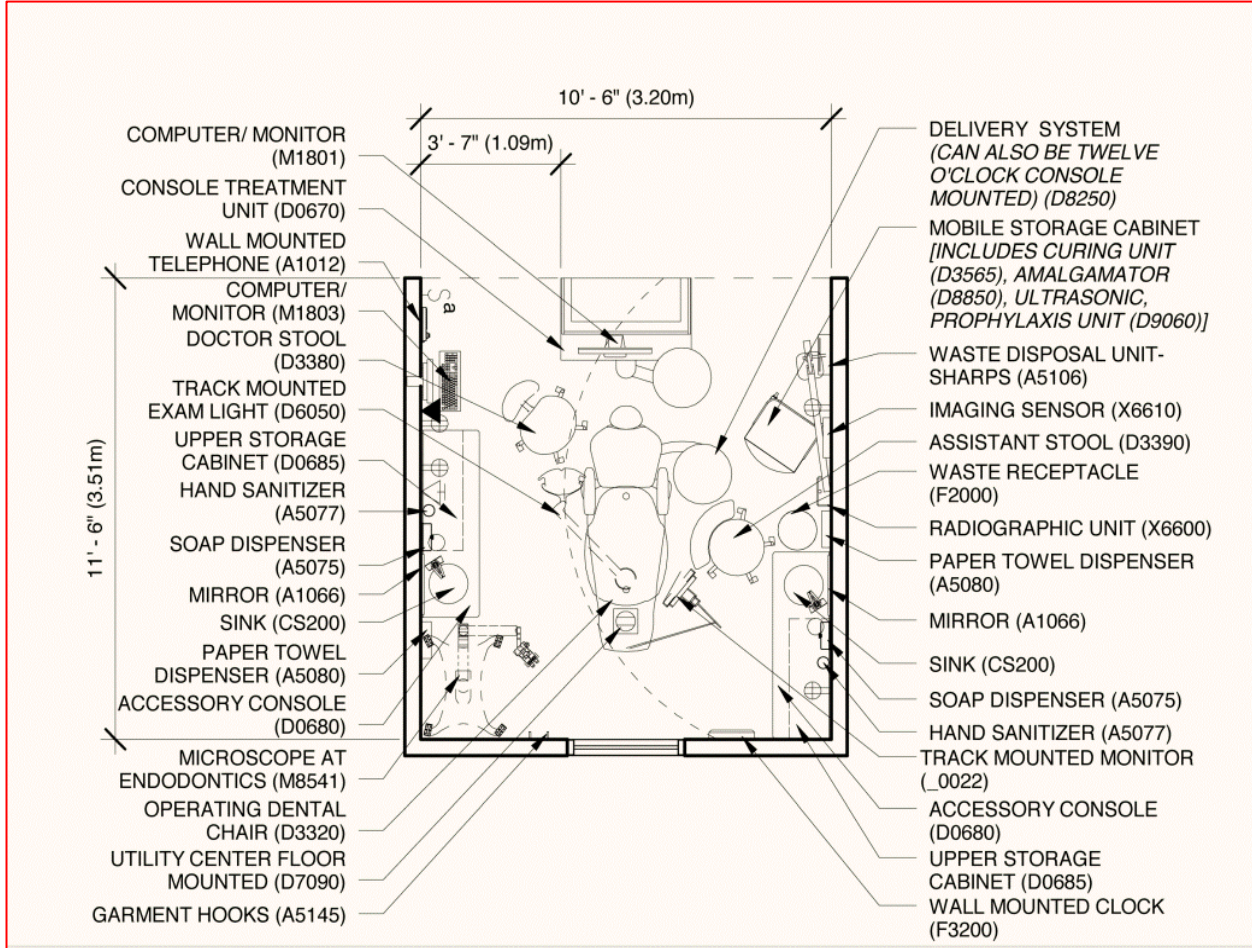 10' - 6" (3.20m)
3' - 7" (1.09m)
11' - 6" (3.51m)
COMPUTER/ MONITOR
(M1801)
CONSOLE TREATMENT
UNIT (D0670)
WALL MOUNTED
TELEPHONE (A1012)
COMPUTER/
MONITOR (M1803)
DOCTOR STOOL
(D3380)
TRACK MOUNTED
EXAM LIGHT (D6050)
UPPER STORAGE
CABINET (D0685)
HAND SANITIZER
(A5077)
SOAP DISPENSER
(A5075)
MIRROR (A1066)
SINK (CS200)
PAPER TOWEL
DISPENSER (A5080)
ACCESSORY CONSOLE
(D0680)
MICROSCOPE AT
ENDODONTICS (M8541)
OPERATING DENTAL
CHAIR (D3320)
UTILITY CENTER FLOOR
MOUNTED (D7090)
GARMENT HOOKS (A5145)
S
a
DELIVERY SYSTEM
(CAN ALSO BE TWELVE
O'CLOCK CONSOLE
MOUNTED) (D8250)
MOBILE STORAGE CABINET
[INCLUDES CURING UNIT
(D3565), AMALGAMATOR
(D8850), ULTRASONIC,
PROPHYLAXIS UNIT (D9060)]
WASTE DISPOSAL UNIT-
SHARPS (A5106)
IMAGING SENSOR (X6610)
ASSISTANT STOOL (D3390)
WASTE RECEPTACLE
(F2000)
RADIOGRAPHIC UNIT (X6600)
PAPER TOWEL DISPENSER
(A5080)
MIRROR (A1066)
SINK (CS200)
SOAP DISPENSER (A5075)
HAND SANITIZER (A5077)
TRACK MOUNTED MONITOR
(_0022)
ACCESSORY CONSOLE
(D0680)
UPPER STORAGE
CABINET (D0685)
WALL MOUNTED CLOCK
(F3200)